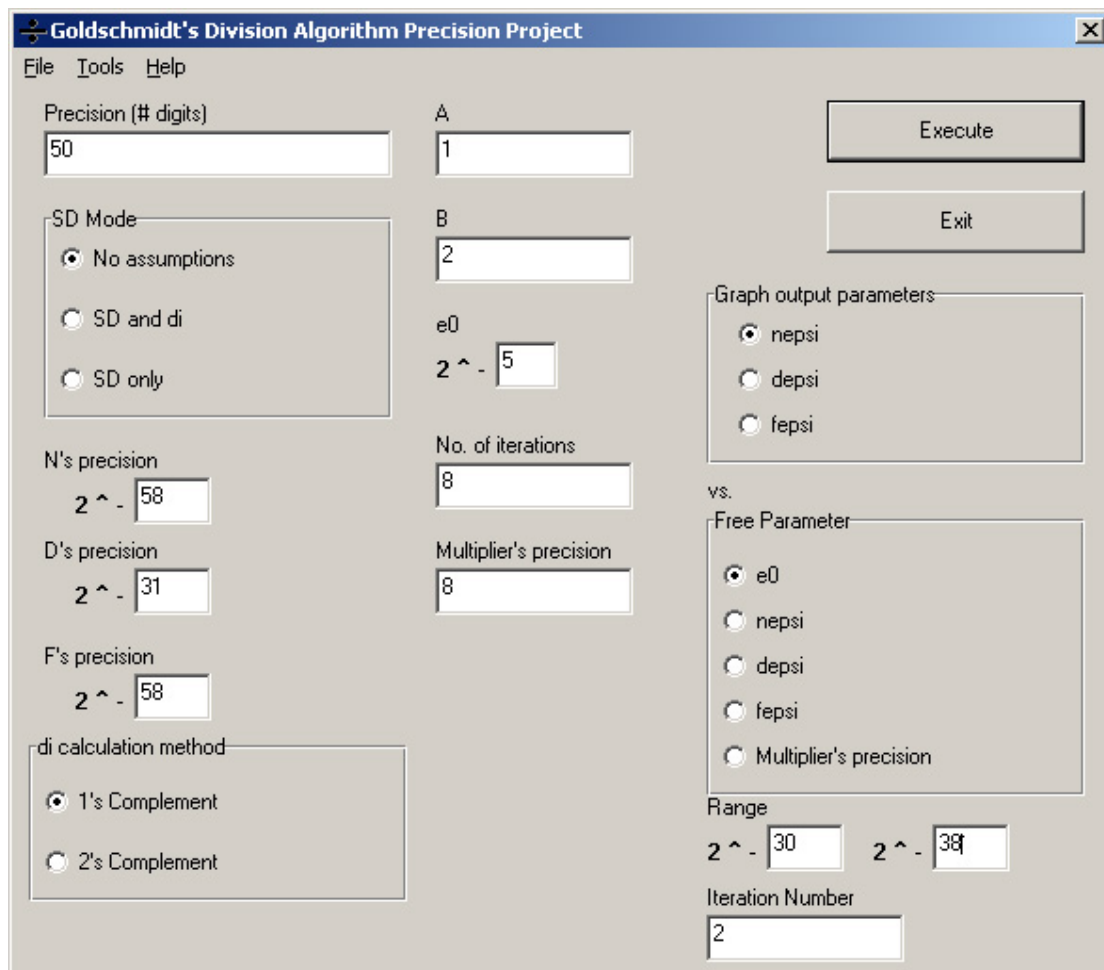 Goldschmidt's Division Algorithm Precision Project
File Tools Help
Precision (# digits)
50
SD Mode
No assumptions
SD and di
SD only
N's precision
2 ^ - 58
D's precision
2 ^ - 31
F's precision
2 ^ - 58
di calculation method
1's Complement
2's Complement
A
1
B
2
e0
2 ^ - 5
No. of iterations
8
Multiplier's precision
8
Execute
Exit
Graph output parameters
nepsi
depsi
fepsi
vs.
Free Parameter
e0
nepsi
depsi
fepsi
Multiplier's precision
Range
2 ^ - 30 2 ^ - 38
Iteration Number
2